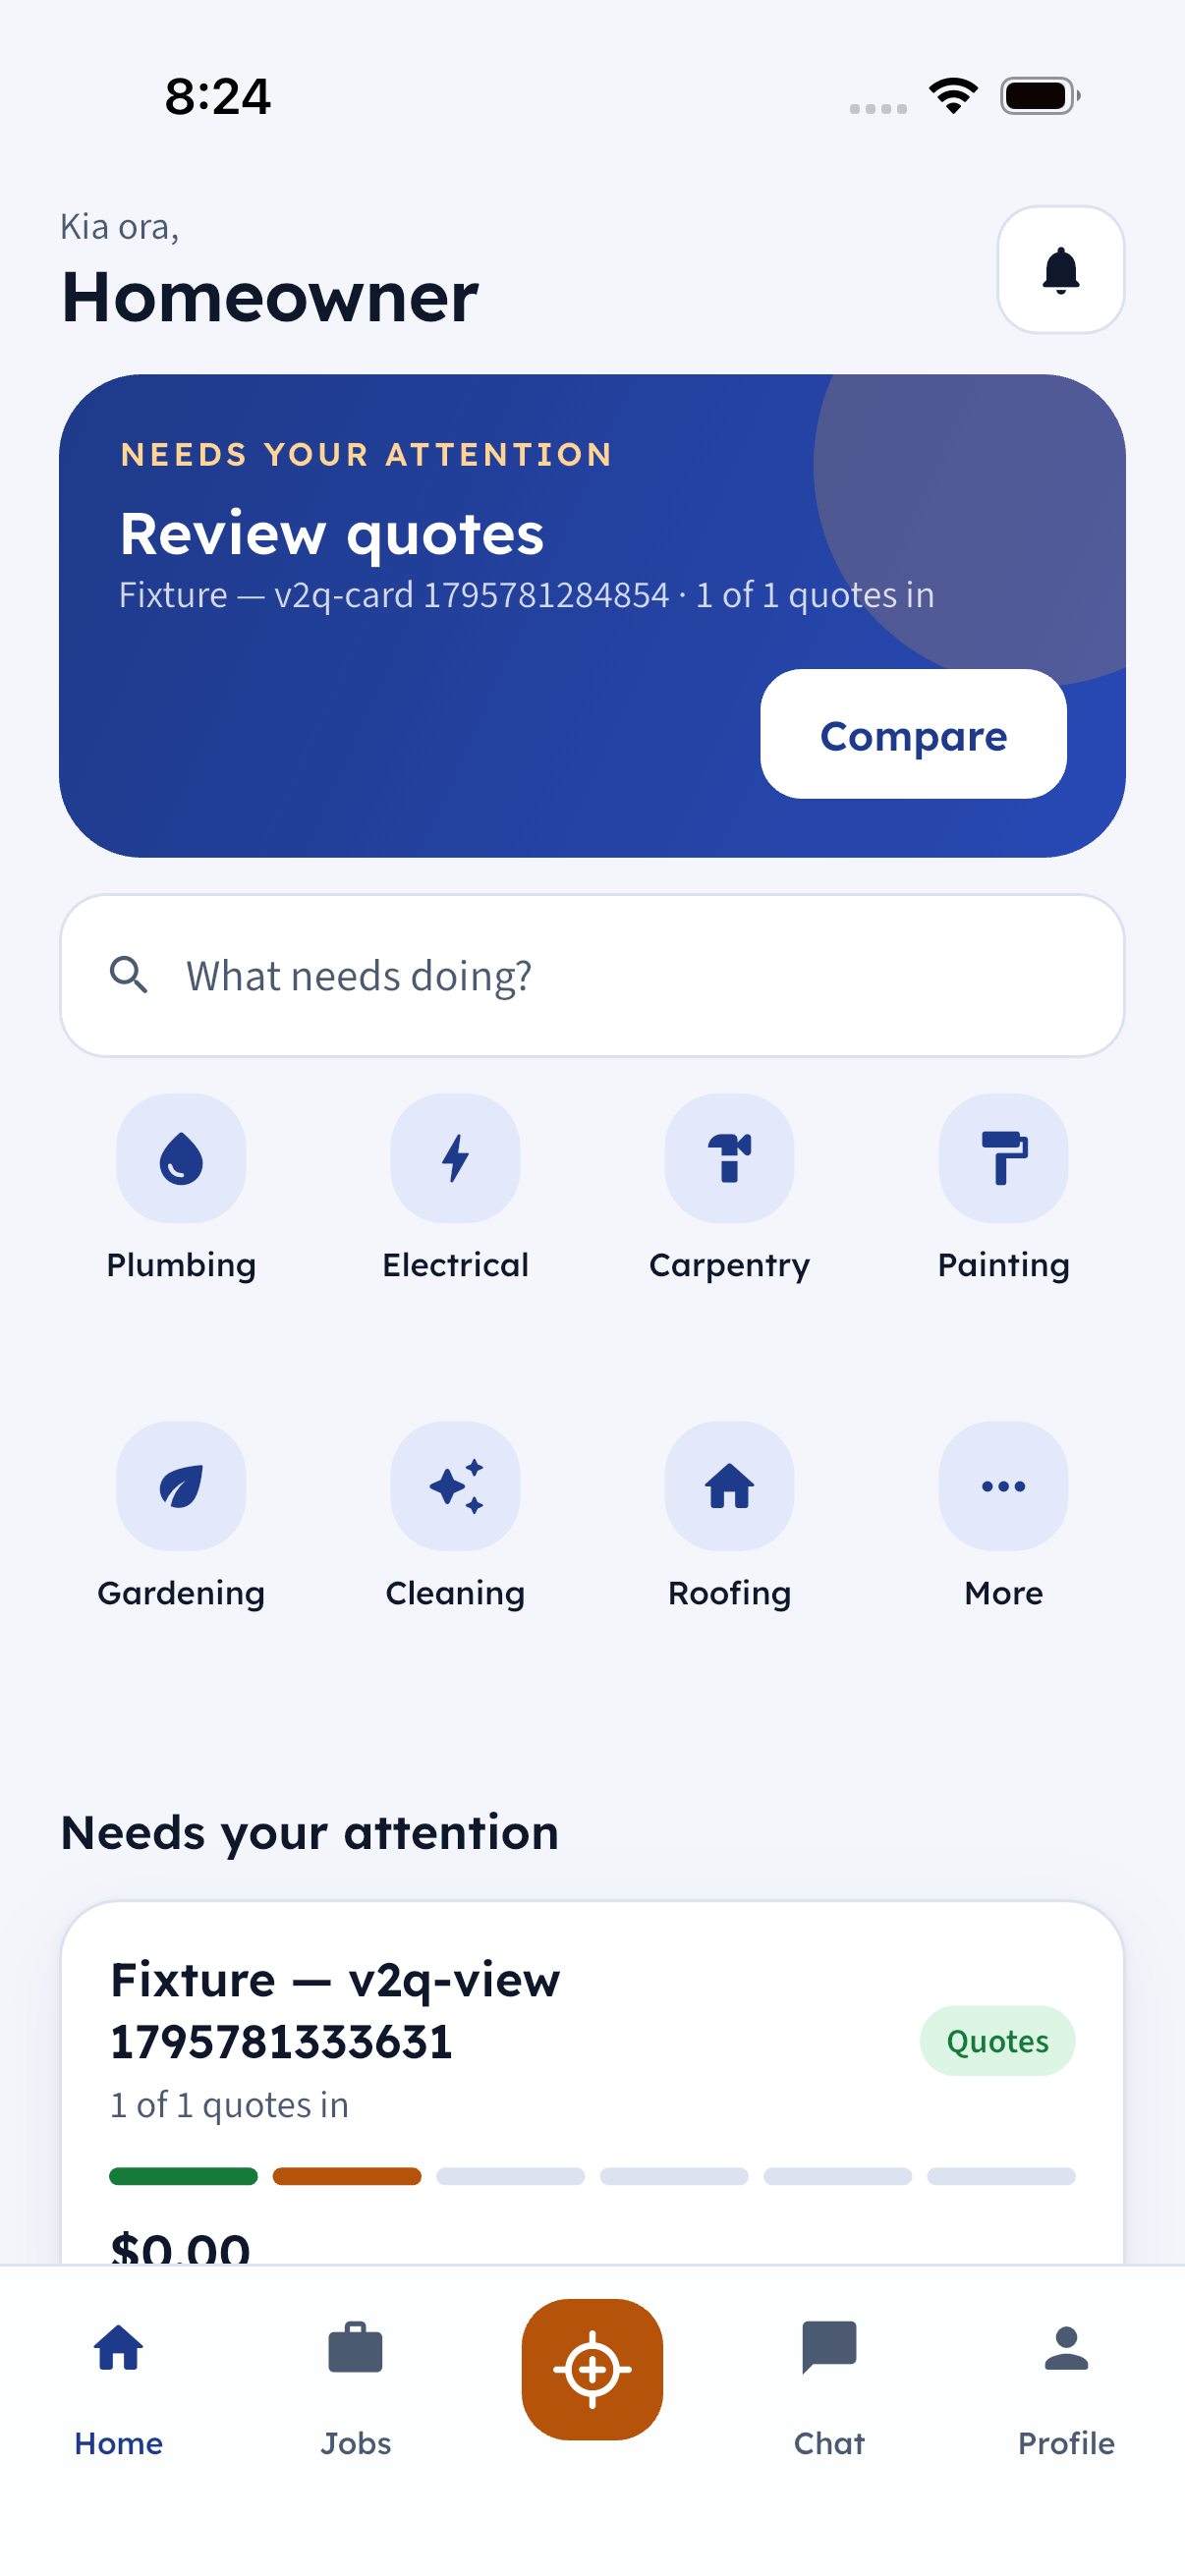 8:24
Kia ora,
Homeowner
NEEDS YOUR ATTENTION
Review quotes
Fixture — v2q-card 1795781284854 · 1 of 1 quotes in
Compare
What needs doing?
Plumbing
Electrical
Carpentry
Painting
Gardening
Cleaning
Roofing
More
Needs your attention
Fixture — v2q-view
1795781333631
Quotes
1 of 1 quotes in
$0.00
Home
Jobs
Chat
Profile